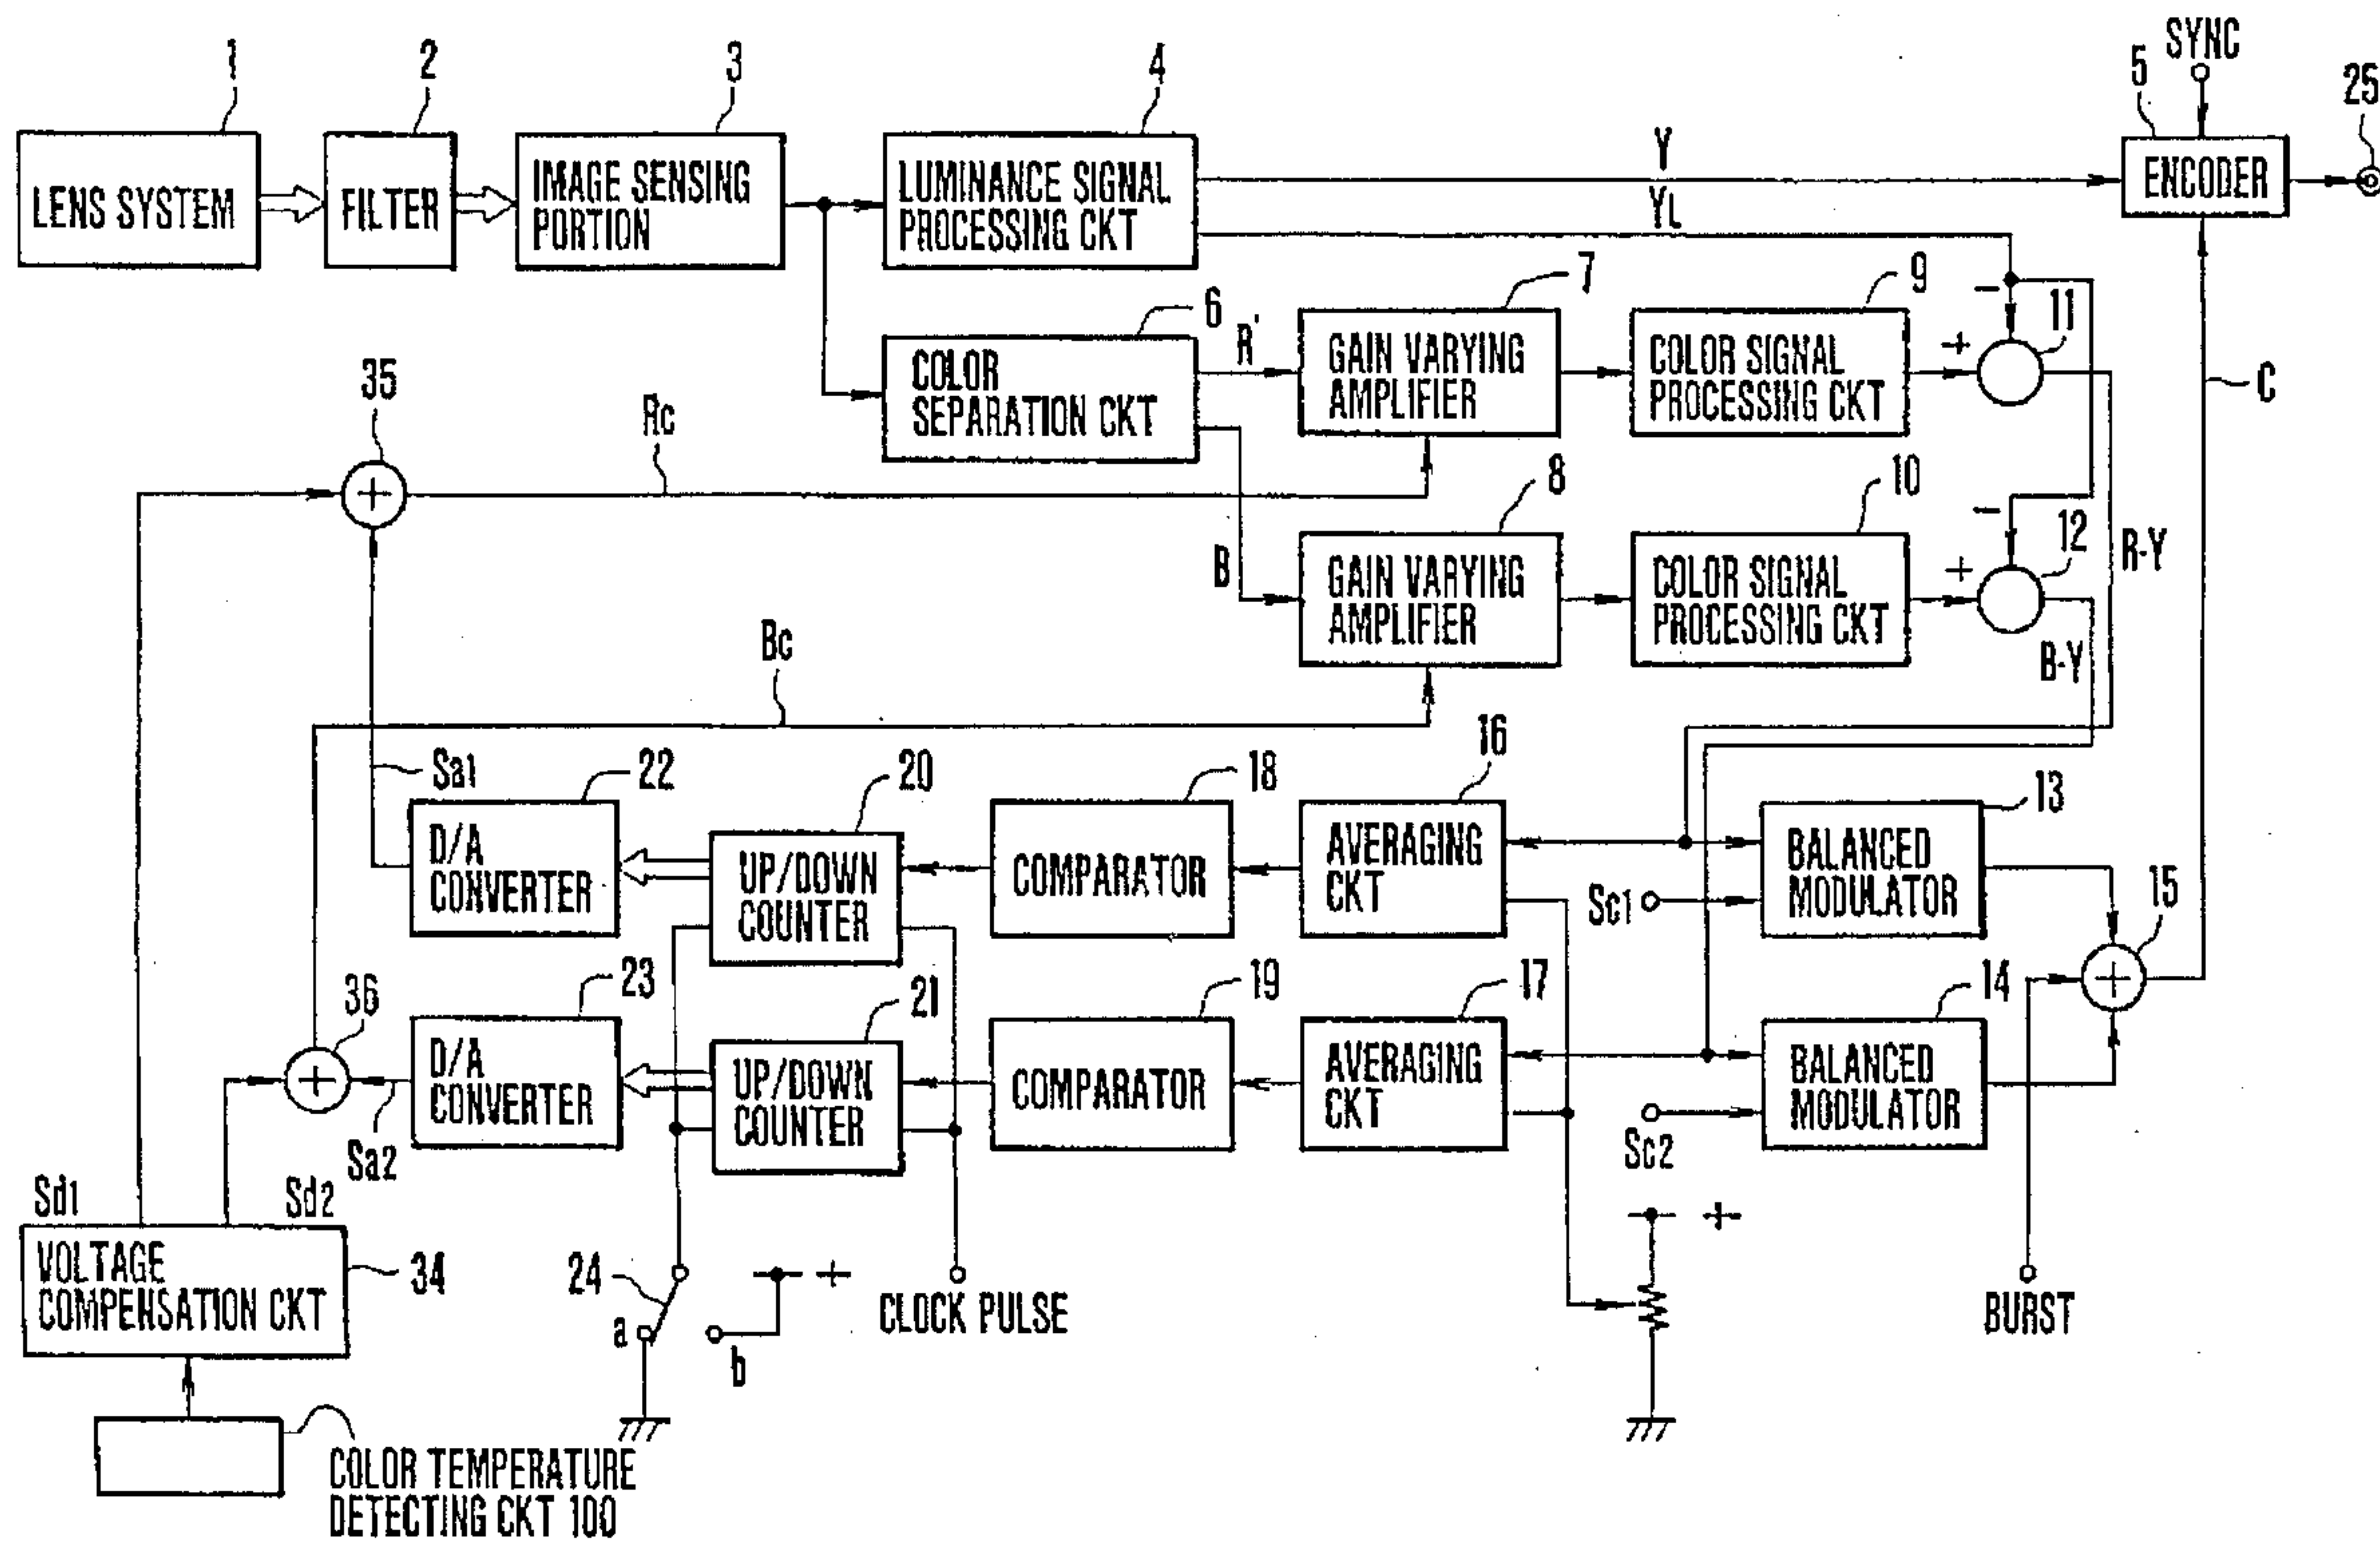 1
2
3
4
5
SYNC
25
LENS SYSTEM
FILTER
IMAGE SENSING
PORTION
LUMINANCE SIGNAL
PROCESSING CKT
Y
YL
ENCODER
6
COLOR
SEPARATION CKT
R'
B
7
GAIN VARYING
AMPLIFIER
9
COLOR SIGNAL
PROCESSING CKT
-
+
11
C
35
+
Rc
8
GAIN VARYING
AMPLIFIER
10
COLOR SIGNAL
PROCESSING CKT
-
+
12
R-Y
B-Y
Bc
Sa1
22
D/A
CONVERTER
20
UP/DOWN
COUNTER
18
COMPARATOR
16
AVERAGING
CKT
13
BALANCED
MODULATOR
Sc1
15
+
36
+
Sa2
23
D/A
CONVERTER
21
UP/DOWN
COUNTER
19
COMPARATOR
17
AVERAGING
CKT
14
BALANCED
MODULATOR
Sc2
Sd1
Sd2
VOLTAGE
COMPENSATION CKT
34
24
a
b
+
CLOCK PULSE
+
BURST
COLOR TEMPERATURE
DETECTING CKT 100